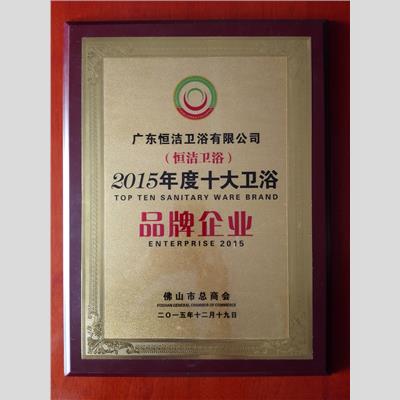 广东恒洁卫浴有限公司
（恒洁卫浴）
2015年度十大卫浴
TOP TEN SANITARY WARE BRAND
品牌企业
ENTERPRISE 2015
佛山市总商会
FOSHAN GENERAL CHAMBER OF COMMERCE
二〇一五年十二月十九日